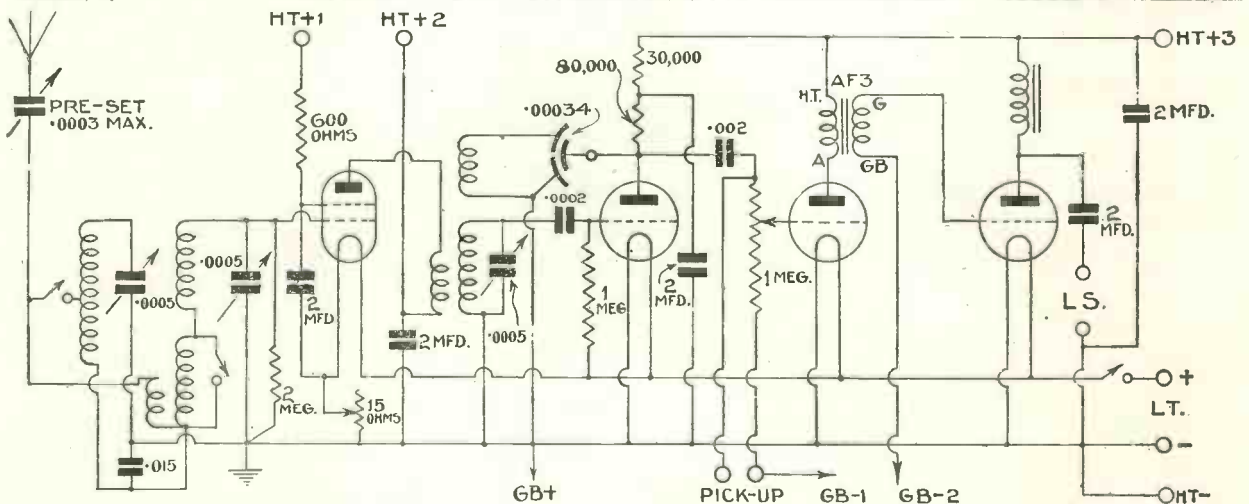 HT+1
HT+2
HT+3
PRE-SET
.0003 MAX.
600
OHMS
80,000
30,000
.00034
AF3
H.T.
G
A
GB
.002
2 MFD.
.0002
.0005
.0005
2
MFD
2 MFD.
.0005
1
MEG.
2
MFD.
1 MEG.
2
MFD.
L S.
2
MEG.
15
OHMS
+
LT.
-
.015
GB+
PICK-UP
GB-1
GB-2
HT-